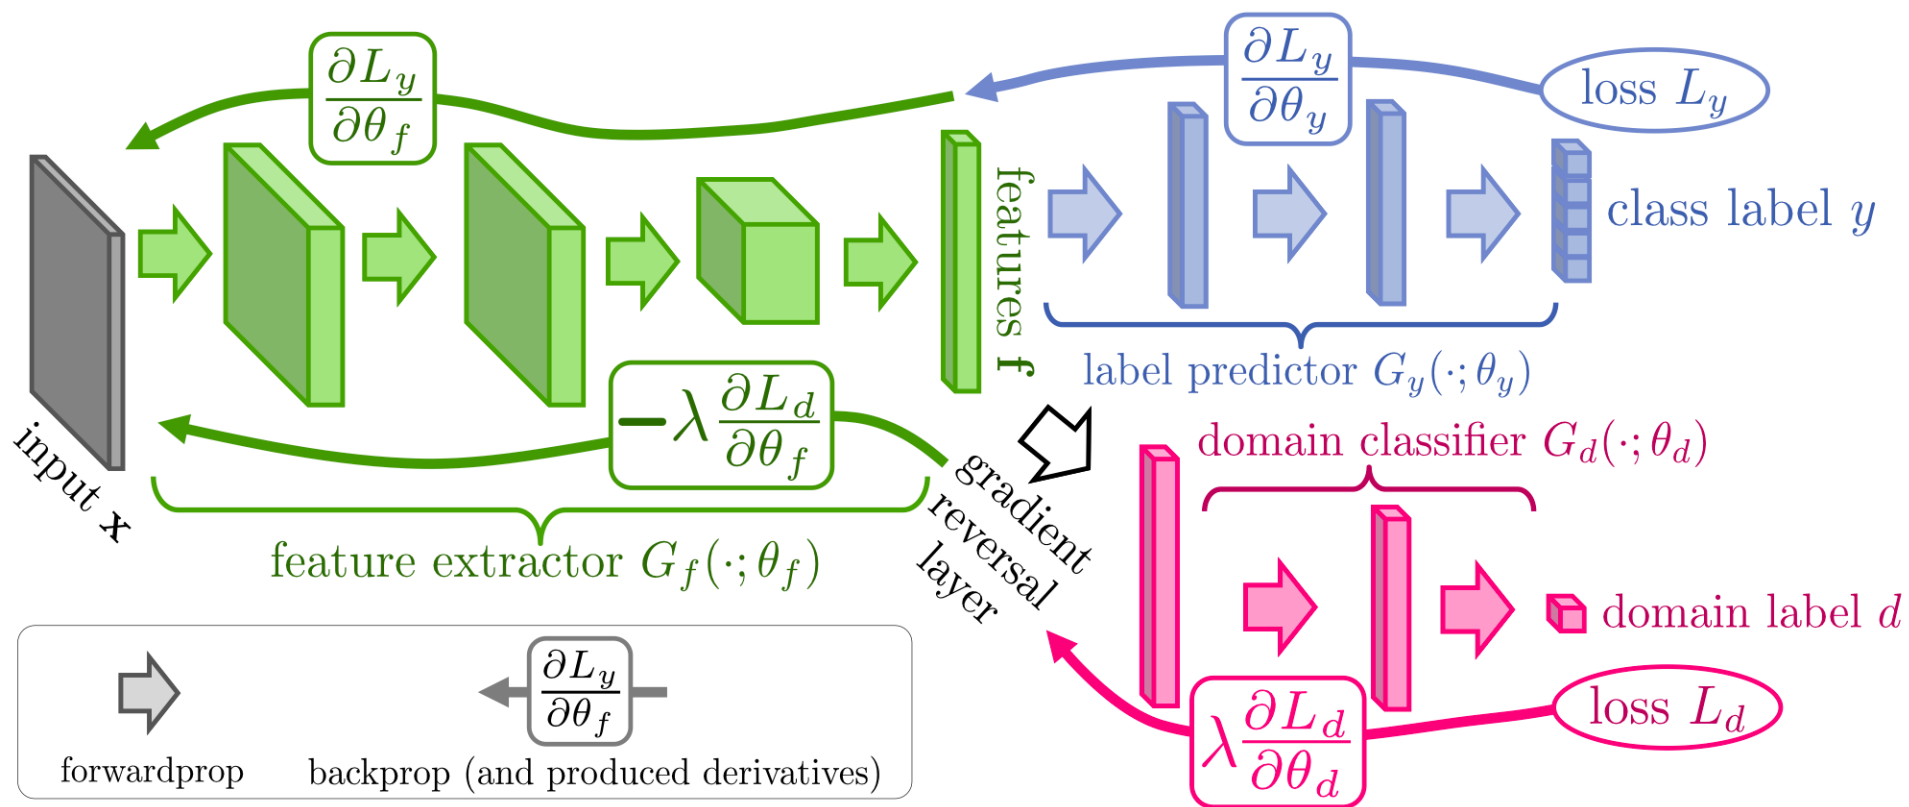 ∂L_y/∂θ_f
∂L_y/∂θ_y
loss L_y
class label y
features f
label predictor G_y(·; θ_y)
input x
−λ ∂L_d/∂θ_f
feature extractor G_f(·; θ_f)
gradient
reversal
layer
domain classifier G_d(·; θ_d)
domain label d
loss L_d
λ ∂L_d/∂θ_d
forwardprop
∂L_y/∂θ_f
backprop (and produced derivatives)